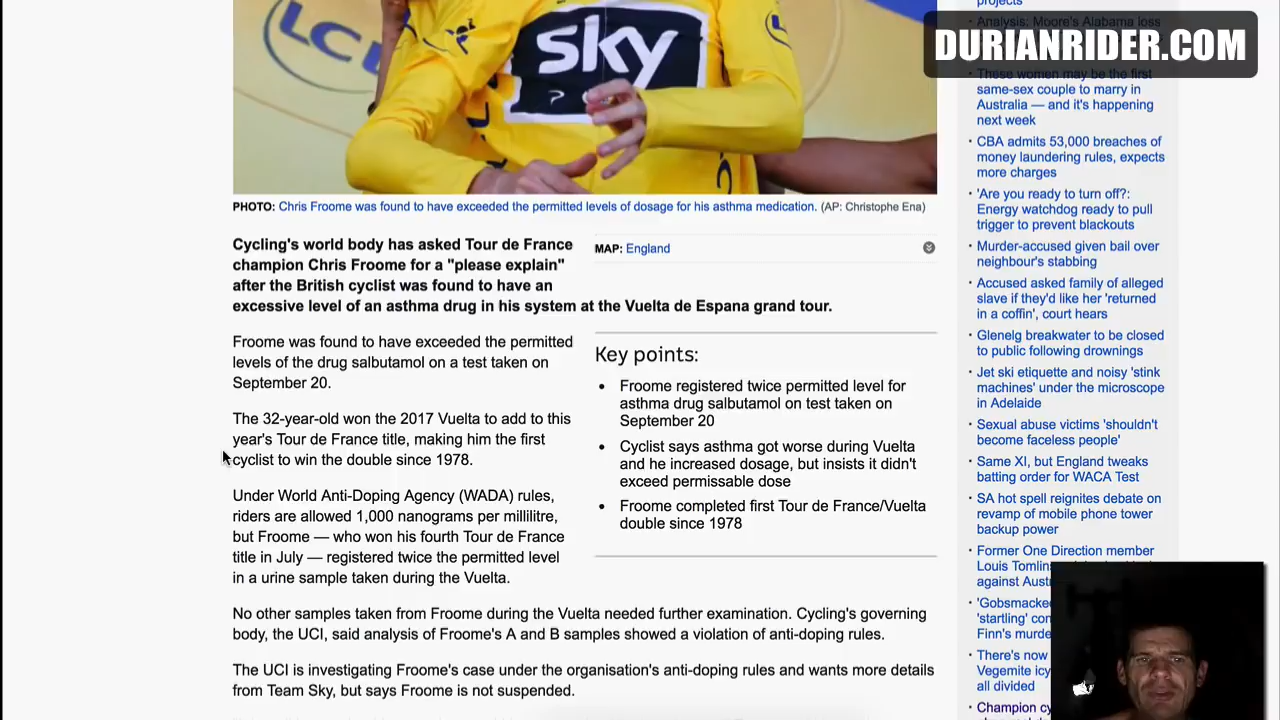 projects
Analysis: Moore's Alabama loss
DURIANRIDER.COM
LCL
sky
These women may be the first
same-sex couple to marry in
Australia — and it's happening
next week
CBA admits 53,000 breaches of
money laundering rules, expects
more charges
'Are you ready to turn off?:
Energy watchdog ready to pull
trigger to prevent blackouts
Murder-accused given bail over
neighbour's stabbing
Accused asked family of alleged
slave if they'd like her 'returned
in a coffin', court hears
Glenelg breakwater to be closed
to public following drownings
Jet ski etiquette and noisy 'stink
machines' under the microscope
in Adelaide
Sexual abuse victims 'shouldn't
become faceless people'
Same XI, but England tweaks
batting order for WACA Test
SA hot spell reignites debate on
revamp of mobile phone tower
backup power
Former One Direction member
Louis Tomlins
against Aust
'Gobsmacke
'startling' con
Finn's murde
There's now
Vegemite icy
all divided
Champion cy
PHOTO: Chris Froome was found to have exceeded the permitted levels of dosage for his asthma medication. (AP: Christophe Ena)
Cycling's world body has asked Tour de France
champion Chris Froome for a "please explain"
after the British cyclist was found to have an
excessive level of an asthma drug in his system at the Vuelta de Espana grand tour.
MAP: England
Froome was found to have exceeded the permitted
levels of the drug salbutamol on a test taken on
September 20.
The 32-year-old won the 2017 Vuelta to add to this
year's Tour de France title, making him the first
cyclist to win the double since 1978.
Under World Anti-Doping Agency (WADA) rules,
riders are allowed 1,000 nanograms per millilitre,
but Froome — who won his fourth Tour de France
title in July — registered twice the permitted level
in a urine sample taken during the Vuelta.
Key points:
Froome registered twice permitted level for
asthma drug salbutamol on test taken on
September 20
Cyclist says asthma got worse during Vuelta
and he increased dosage, but insists it didn't
exceed permissable dose
Froome completed first Tour de France/Vuelta
double since 1978
No other samples taken from Froome during the Vuelta needed further examination. Cycling's governing
body, the UCI, said analysis of Froome's A and B samples showed a violation of anti-doping rules.
The UCI is investigating Froome's case under the organisation's anti-doping rules and wants more details
from Team Sky, but says Froome is not suspended.